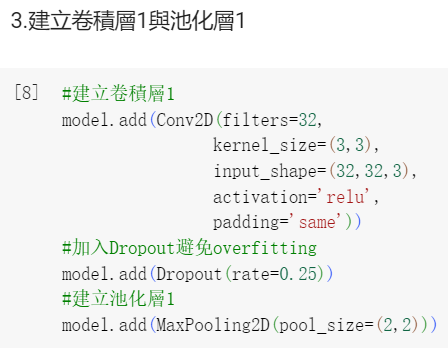 3.建立卷積層1與池化層1
[8] #建立卷積層1
model.add(Conv2D(filters=32,
kernel_size=(3,3),
input_shape=(32,32,3),
activation='relu',
padding='same'))
#加入Dropout避免overfitting
model.add(Dropout(rate=0.25))
#建立池化層1
model.add(MaxPooling2D(pool_size=(2,2)))